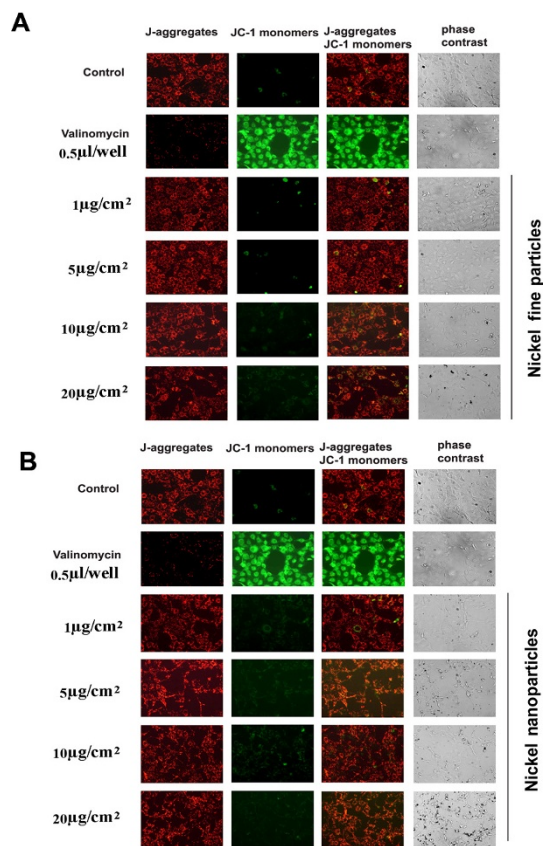 A
J-aggregates JC-1 monomers J-aggregates JC-1 monomers phase contrast
Control
Valinomycin
0.5µl/well
1µg/cm²
5µg/cm²
10µg/cm²
20µg/cm²
Nickel fine particles
B
J-aggregates JC-1 monomers J-aggregates JC-1 monomers phase contrast
Control
Valinomycin
0.5µl/well
1µg/cm²
5µg/cm²
10µg/cm²
20µg/cm²
Nickel nanoparticles